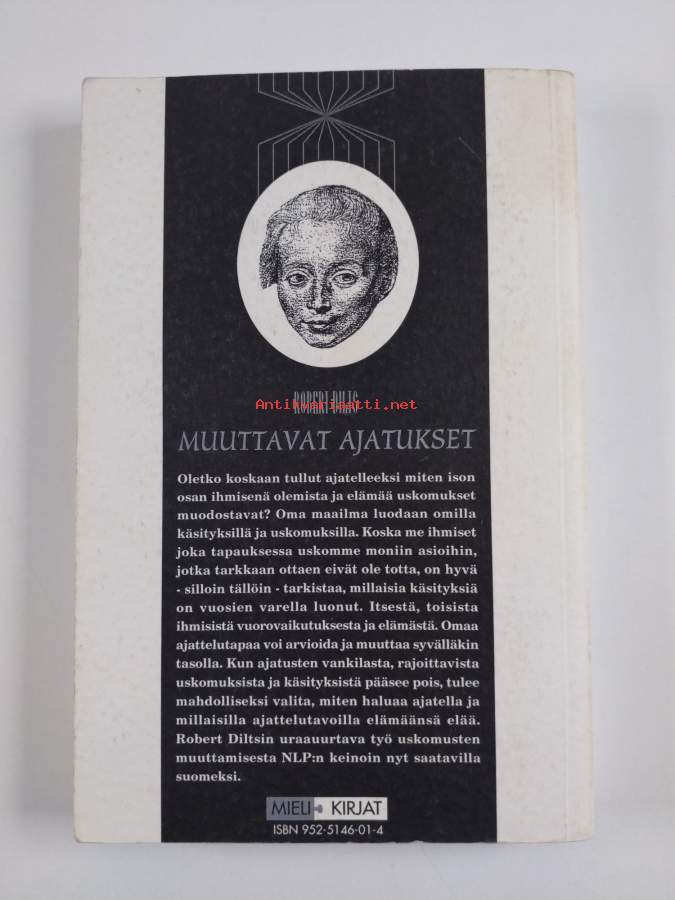 ROBERT DILTS
Antikvariaatti.net
MUUTTAVAT AJATUKSET
Oletko koskaan tullut ajatelleeksi miten ison
osan ihmisenä olemista ja elämää uskomukset
muodostavat? Oma maailma luodaan omilla
käsityksillä ja uskomuksilla. Koska me ihmiset
joka tapauksessa uskomme moniin asioihin,
jotka tarkkaan ottaen eivät ole totta, on hyvä
- silloin tällöin - tarkistaa, millaisia käsityksiä
on vuosien varella luonut. Itsestä, toisista
ihmisistä vuorovaikutuksesta ja elämästä. Omaa
ajattelutapaa voi arvioida ja muuttaa syvälläkin
tasolla. Kun ajatusten vankilasta, rajoittavista
uskomuksista ja käsityksistä pääsee pois, tulee
mahdolliseksi valita, miten haluaa ajatella ja
millaisilla ajattelutavoilla elämäänsä elää.
Robert Diltsin uraauurtava työ uskomusten
muuttamisesta NLP:n keinoin nyt saatavilla
suomeksi.
MIELI KIRJAT
ISBN 952-5146-01-4